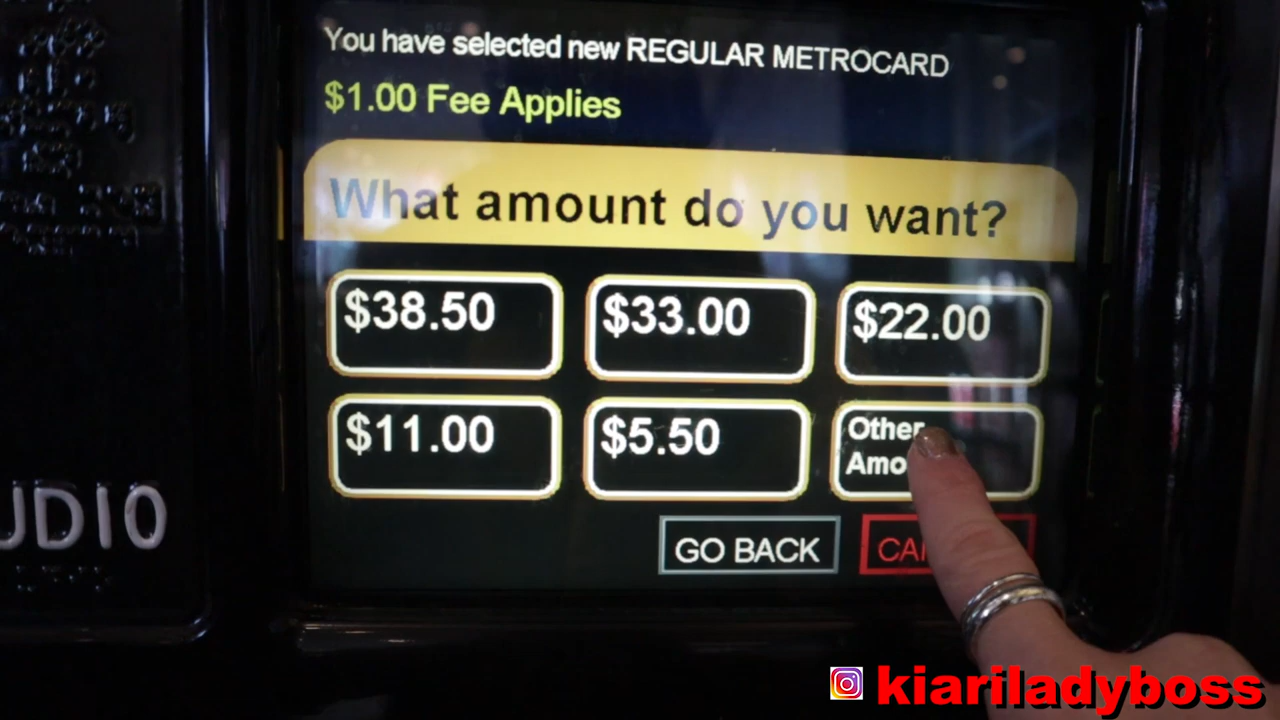 You have selected new REGULAR METROCARD
$1.00 Fee Applies
What amount do you want?
$38.50 $33.00 $22.00
$11.00 $5.50 Other
GO BACK
UDIO
kiariladyboss